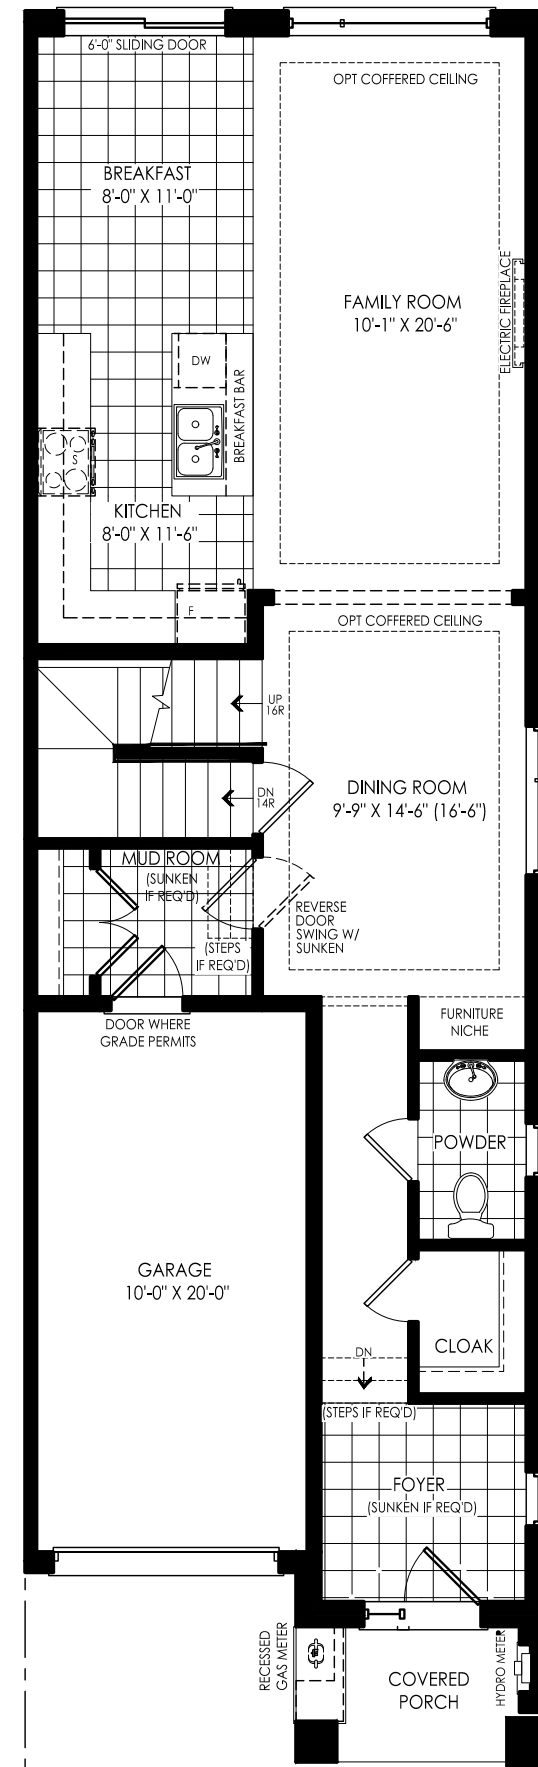 6'-0" SLIDING DOOR
OPT COFFERED CEILING
BREAKFAST
8'-0" X 11'-0"
ELECTRIC FIREPLACE
FAMILY ROOM
10'-1" X 20'-6"
DW
BREAKFAST BAR
S
KITCHEN
8'-0" X 11'-6"
F
OPT COFFERED CEILING
UP
16R
DINING ROOM
9'-9" X 14'-6" (16'-6")
DN
14R
MUD ROOM
(SUNKEN
IF REQ'D)
REVERSE
DOOR
SWING W/
SUNKEN
(STEPS
IF REQ'D)
DOOR WHERE
GRADE PERMITS
FURNITURE
NICHE
POWDER
GARAGE
10'-0" X 20'-0"
CLOAK
DN
(STEPS IF REQ'D)
FOYER
(SUNKEN IF REQ'D)
RECESSED
GAS METER
HYDRO METER
COVERED
PORCH